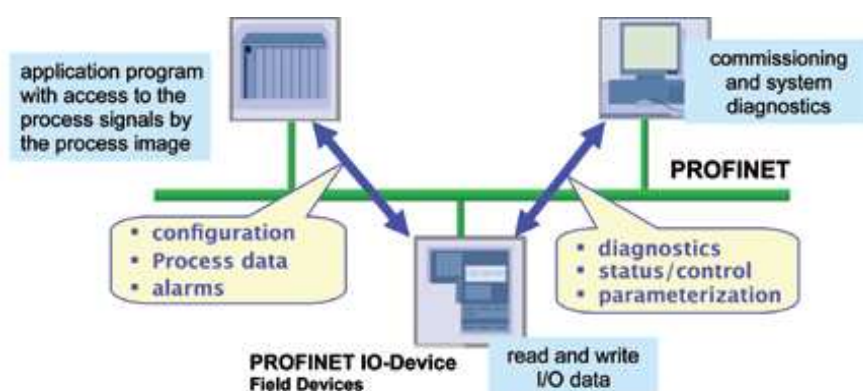 application program
with access to the
process signals by
the process image
commissioning
and system
diagnostics
PROFINET
• configuration
• Process data
• alarms
• diagnostics
• status/control
• parameterization
PROFINET IO-Device
Field Devices
read and write
I/O data